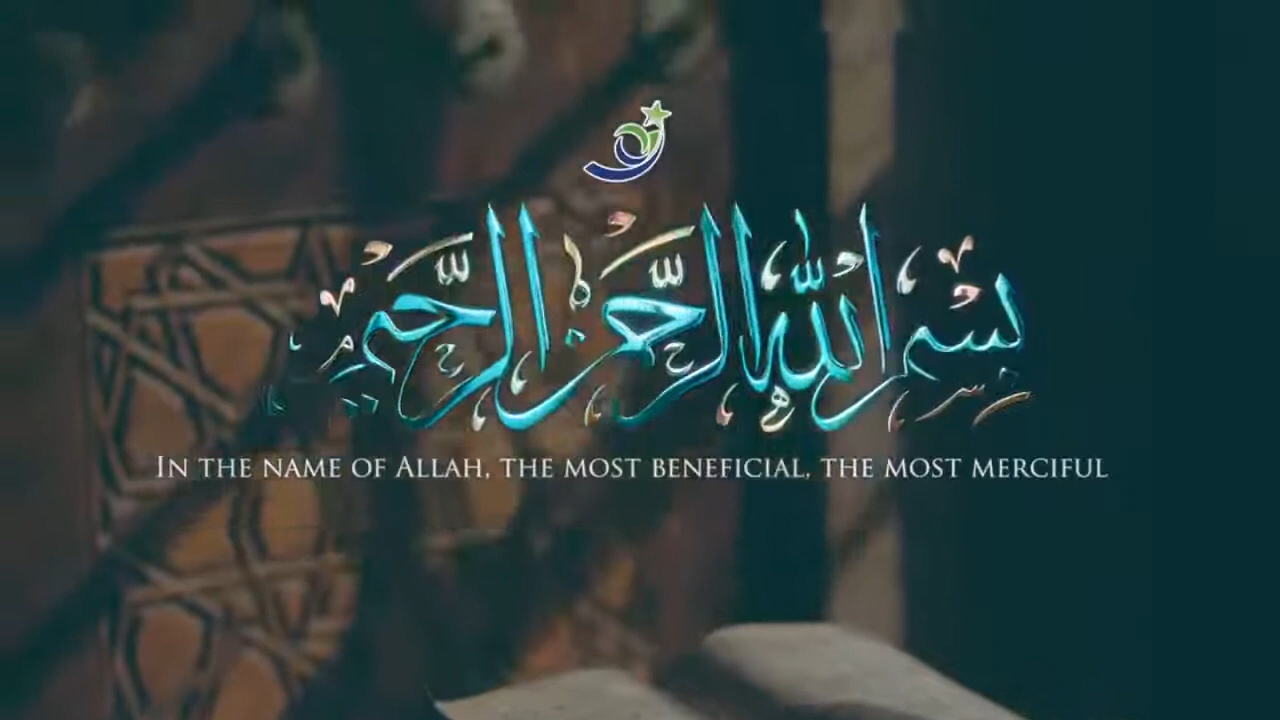 بسم الله الرحمن الرحيم
In the name of Allah, the most beneficial, the most merciful